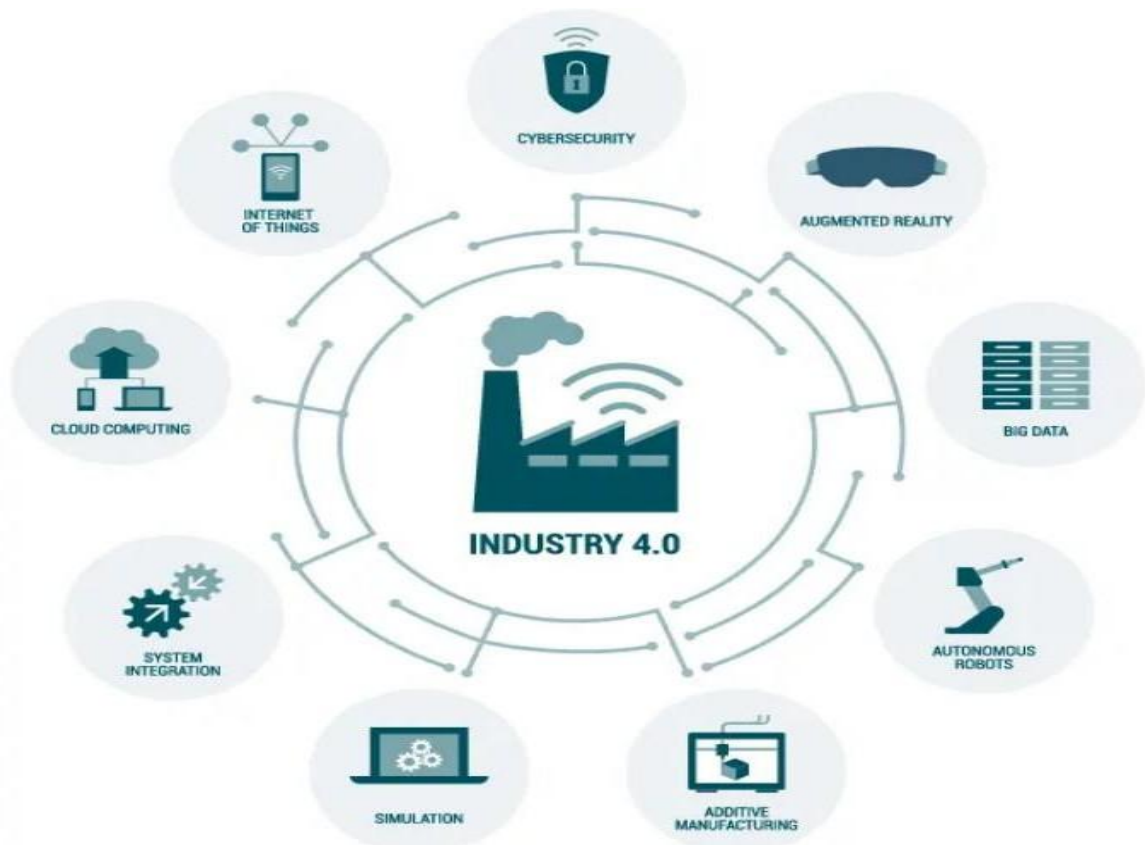 CYBERSECURITY
AUGMENTED REALITY
BIG DATA
AUTONOMOUS
ROBOTS
ADDITIVE
MANUFACTURING
SIMULATION
SYSTEM
INTEGRATION
CLOUD COMPUTING
INTERNET
OF THINGS
INDUSTRY 4.0